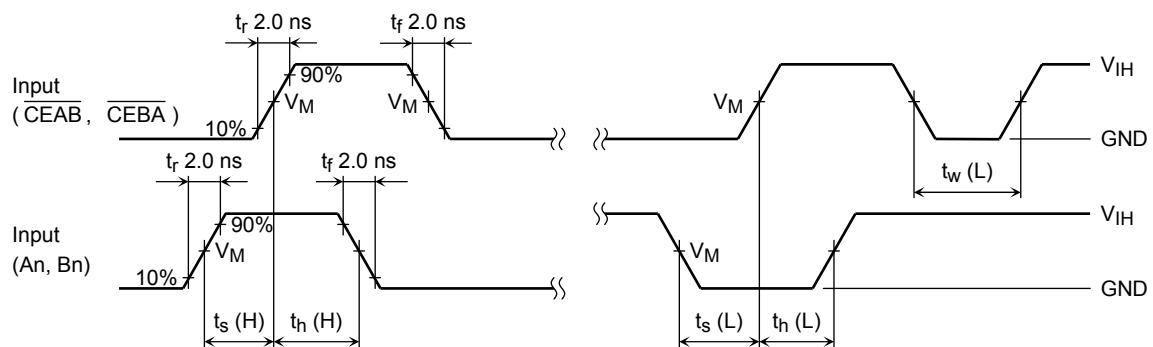 tr 2.0 ns
tf 2.0 ns
Input
(CEAB, CEBA)
90%
VM
VM
10%
VM
VIH
GND
tw (L)
tr 2.0 ns
tf 2.0 ns
Input
(An, Bn)
90%
VM
10%
VM
VIH
GND
ts (H)
th (H)
ts (L)
th (L)